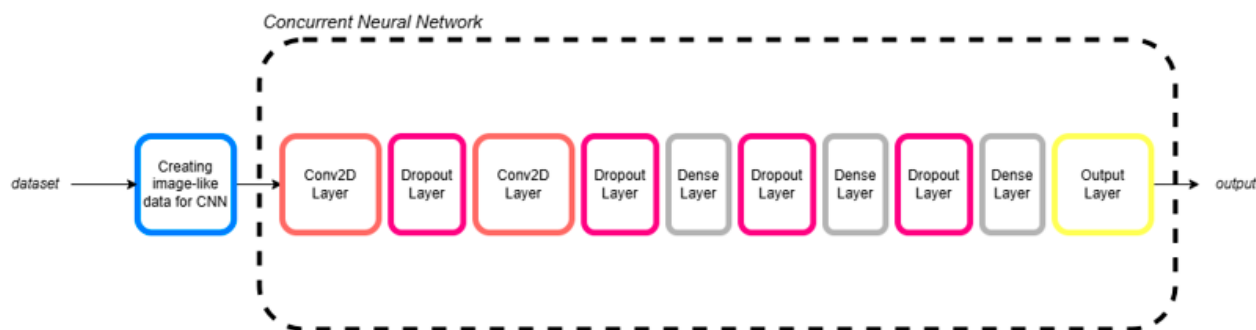 Concurrent Neural Network
dataset
Creating
image-like
data for CNN
Conv2D
Layer
Dropout
Layer
Conv2D
Layer
Dropout
Layer
Dense
Layer
Dropout
Layer
Dense
Layer
Dropout
Layer
Dense
Layer
Output
Layer
output